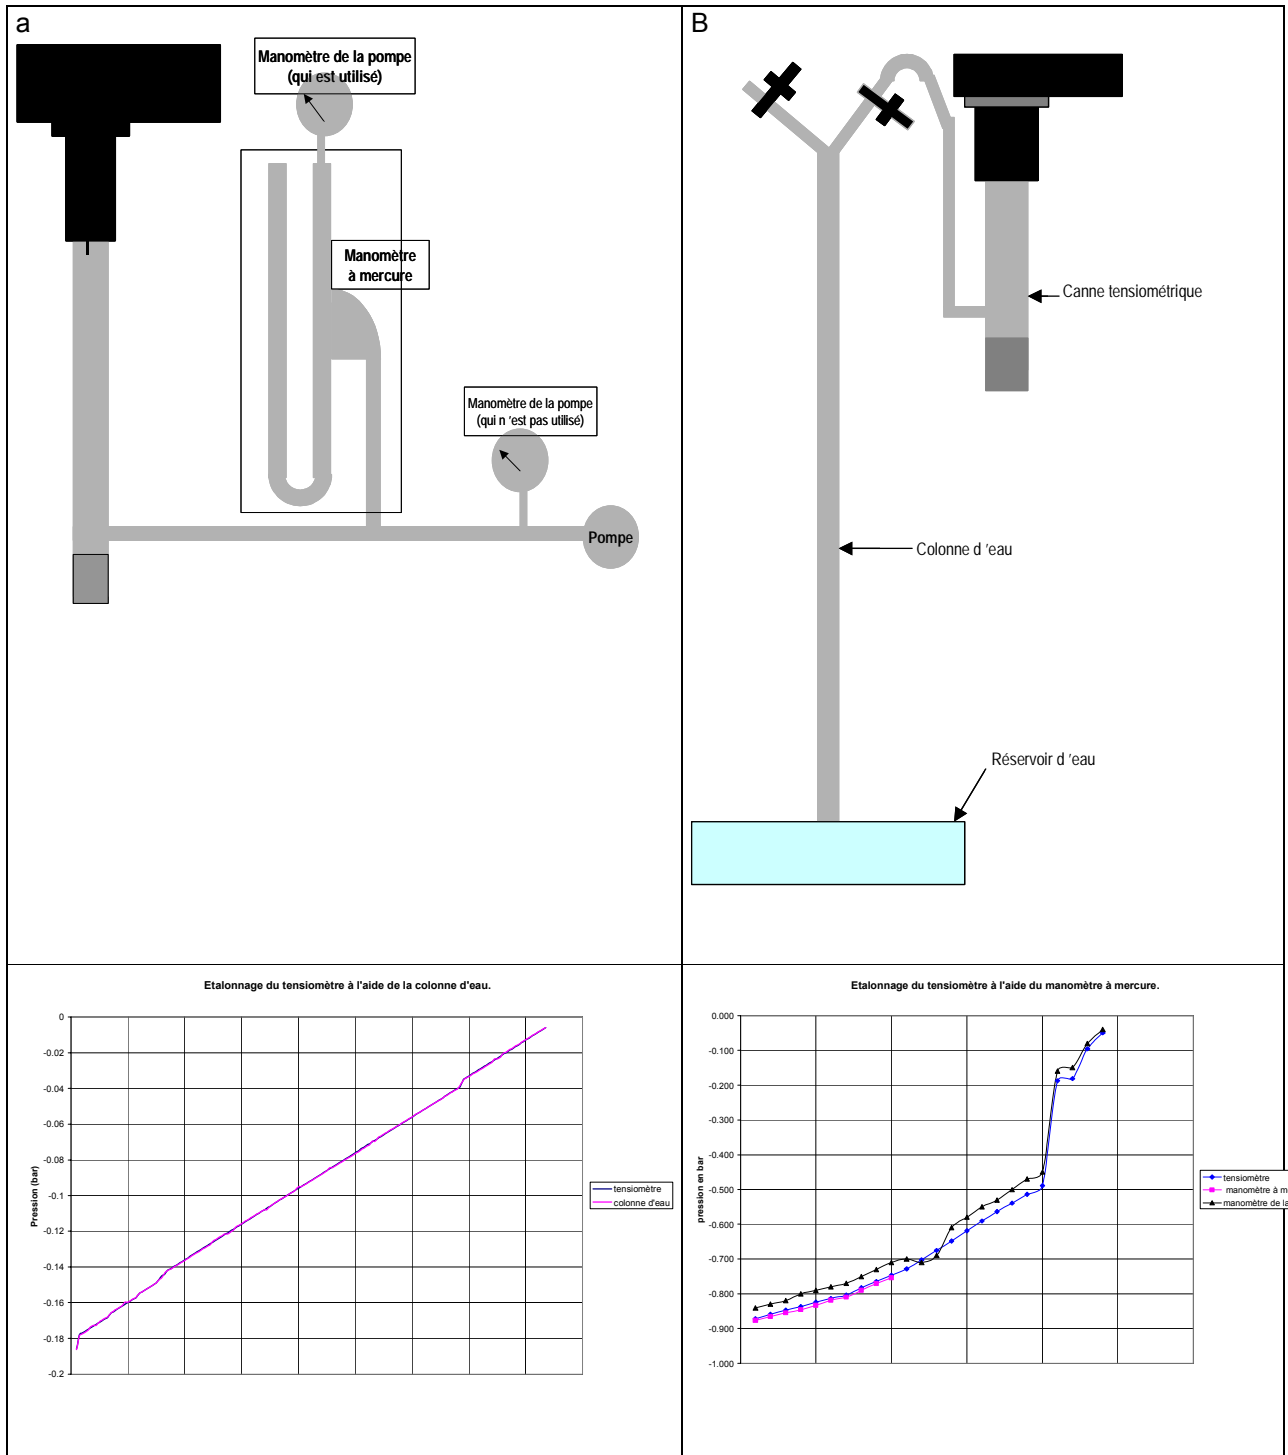 a
Manomètre de la pompe
(qui est utilisé)
Manomètre
à mercure
Manomètre de la pompe
(qui n 'est pas utilisé)
Pompe
B
Canne tensiométrique
Colonne d 'eau
Réservoir d 'eau
Etalonnage du tensiomètre à l'aide de la colonne d'eau.
0
-0.02
-0.04
-0.06
-0.08
-0.1
-0.12
-0.14
-0.16
-0.18
-0.2
Pression (bar)
tensiomètre
colonne d'eau
Etalonnage du tensiomètre à l'aide du manomètre à mercure.
0.000
-0.100
-0.200
-0.300
-0.400
-0.500
-0.600
-0.700
-0.800
-0.900
-1.000
pression en bar
tensiomètre
manomètre à m
manomètre de la